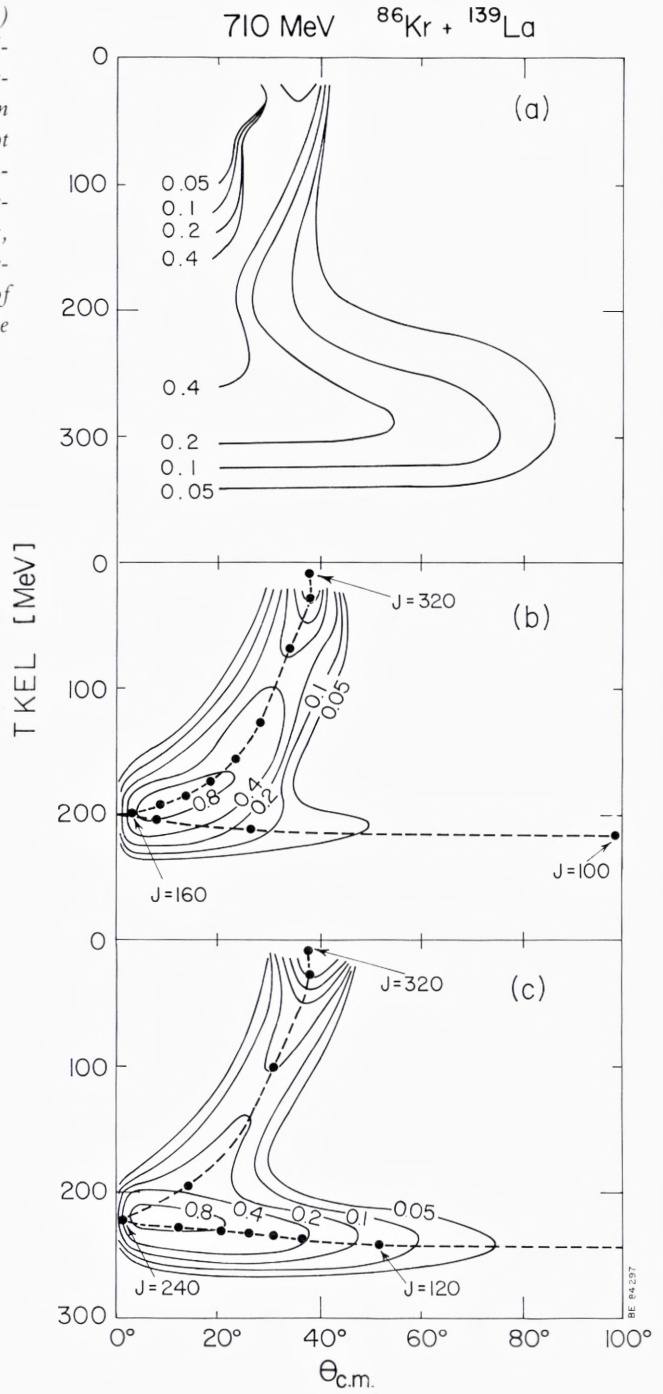 )
-
-
n
t
-
-
,
-
f
e
710 MeV ⁸⁶Kr + ¹³⁹La
0
(a)
0.05
100
0.1
0.2
0.4
200
0.4
300
0.2
0.1
0.05
TKEL [MeV]
0
J=320
(b)
100
0.1
0.05
0.8
0.4
0.2
200
J=160
J=100
0
J=320
(c)
100
200
0.8
0.4
0.2
0.1
0.05
J=240
J=120
300
0° 20° 40° 60° 80° 100°
θc.m.
BE 84297